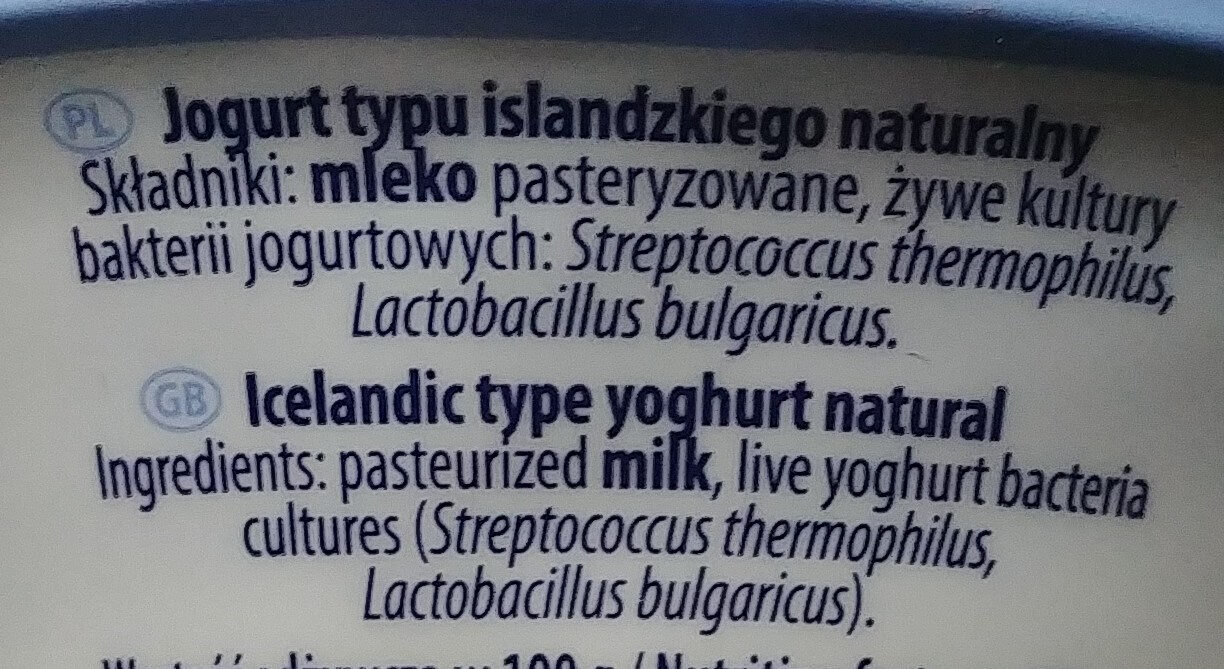 PL Jogurt typu islandzkiego naturalny
Składniki: mleko pasteryzowane, żywe kultury
bakterii jogurtowych: Streptococcus thermophilus,
Lactobacillus bulgaricus.
GB Icelandic type yoghurt natural
Ingredients: pasteurized milk, live yoghurt bacteria
cultures (Streptococcus thermophilus,
Lactobacillus bulgaricus).